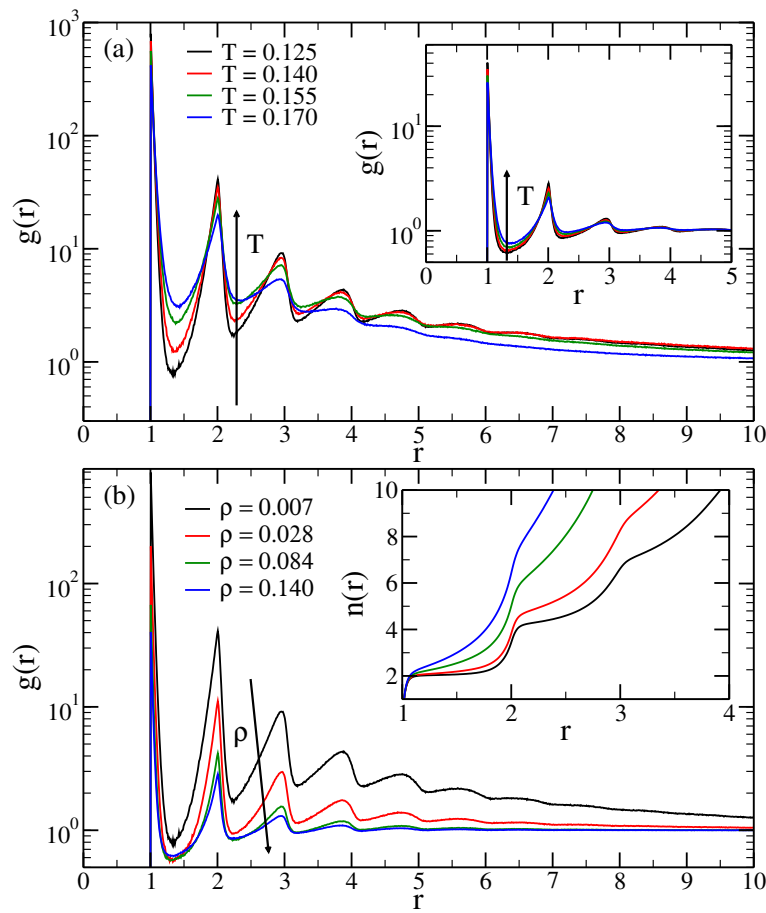 (a)
T = 0.125
T = 0.140
T = 0.155
T = 0.170
10³
10²
10¹
10⁰
g(r)
T
0 1 2 3 4 5 6 7 8 9 10
r
10¹
10⁰
g(r)
T
0 1 2 3 4 5
r
(b)
ρ = 0.007
ρ = 0.028
ρ = 0.084
ρ = 0.140
10²
10¹
10⁰
g(r)
ρ
0 1 2 3 4 5 6 7 8 9 10
r
10
8
6
4
2
n(r)
1 2 3 4
r